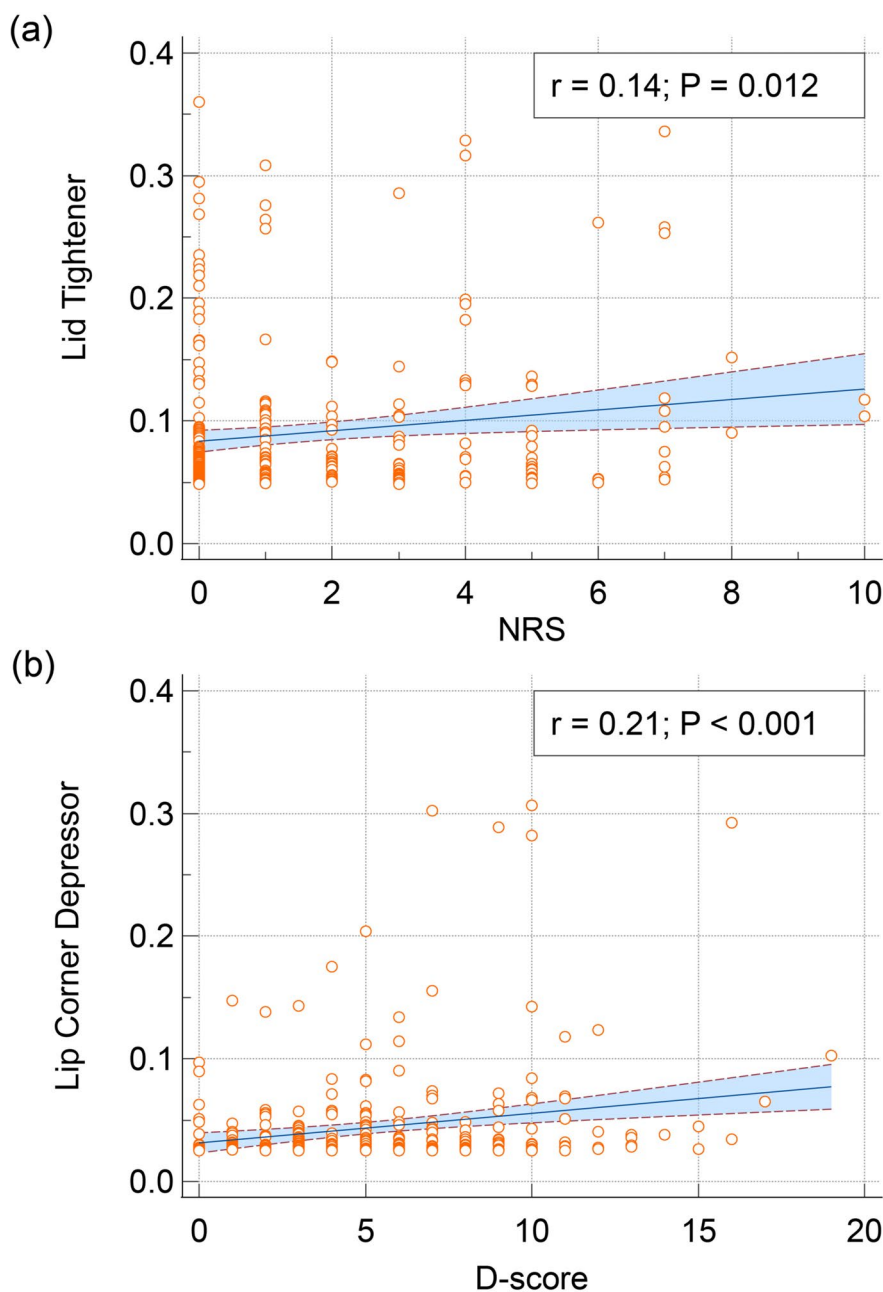 (a)
r = 0.14; P = 0.012
0.4
0.3
0.2
0.1
0.0
Lid Tightener
0 2 4 6 8 10
NRS
(b)
r = 0.21; P < 0.001
0.4
0.3
0.2
0.1
0.0
Lip Corner Depressor
0 5 10 15 20
D-score